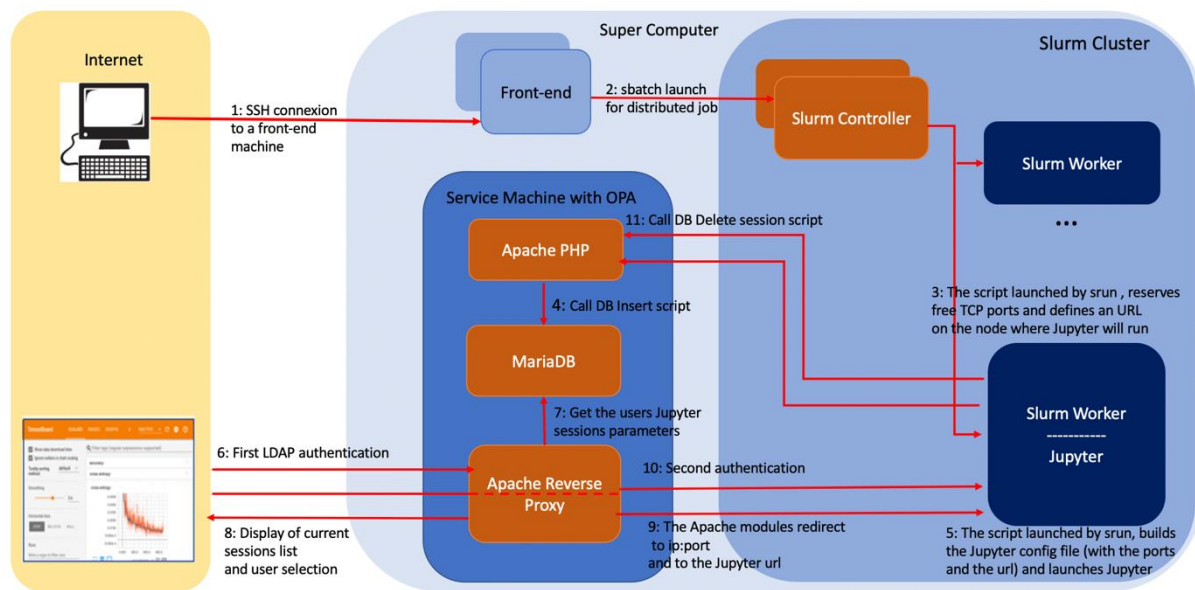 Super Computer
Slurm Cluster
Internet
Front-end
1: SSH connexion
to a front-end
machine
2: sbatch launch
for distributed job
Slurm Controller
Slurm Worker
...
Service Machine with OPA
11: Call DB Delete session script
Apache PHP
4: Call DB Insert script
3: The script launched by srun , reserves
free TCP ports and defines an URL
on the node where Jupyter will run
MariaDB
7: Get the users Jupyter
sessions parameters
Slurm Worker
-----------
Jupyter
6: First LDAP authentication
10: Second authentication
Apache Reverse
Proxy
8: Display of current
sessions list
and user selection
9: The Apache modules redirect
to ip:port
and to the Jupyter url
5: The script launched by srun, builds
the Jupyter config file (with the ports
and the url) and launches Jupyter
TensorBoard